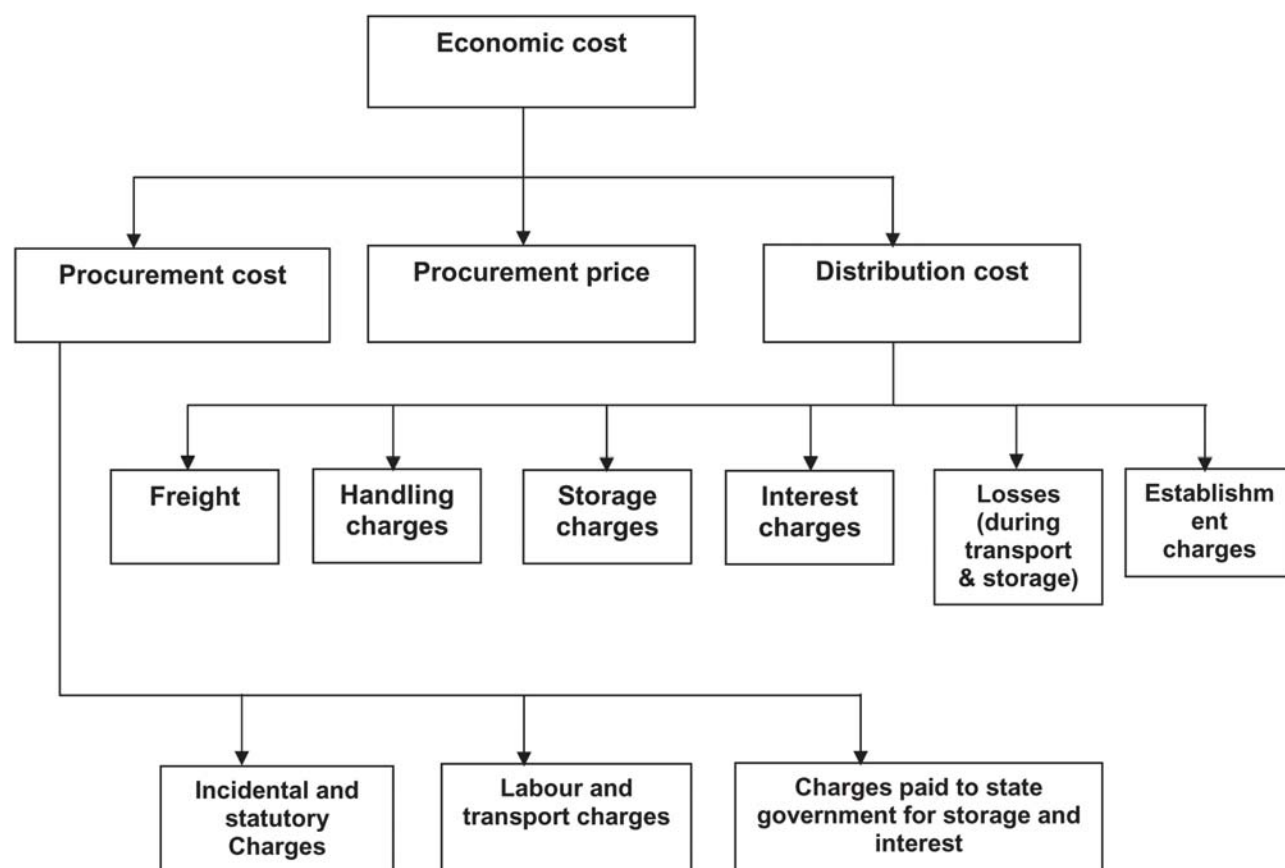 Economic cost
Procurement cost
Procurement price
Distribution cost
Freight
Handling
charges
Storage
charges
Interest
charges
Losses
(during
transport
& storage)
Establishm
ent
charges
Incidental and
statutory
Charges
Labour and
transport charges
Charges paid to state
government for storage and
interest